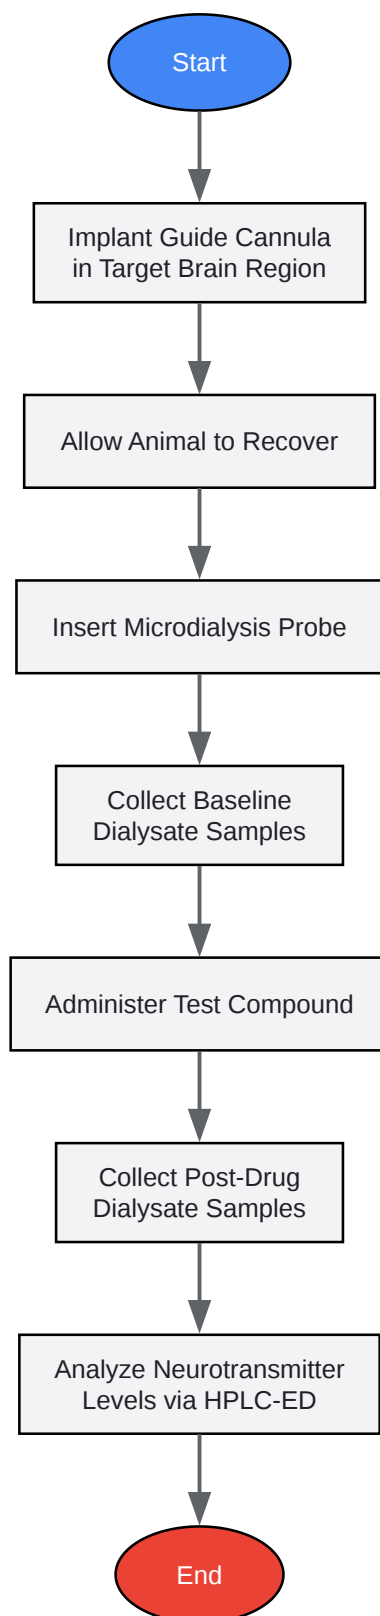 Start
Implant Guide Cannula
in Target Brain Region
Allow Animal to Recover
Insert Microdialysis Probe
Collect Baseline
Dialysate Samples
Administer Test Compound
Collect Post-Drug
Dialysate Samples
Analyze Neurotransmitter
Levels via HPLC-ED
End